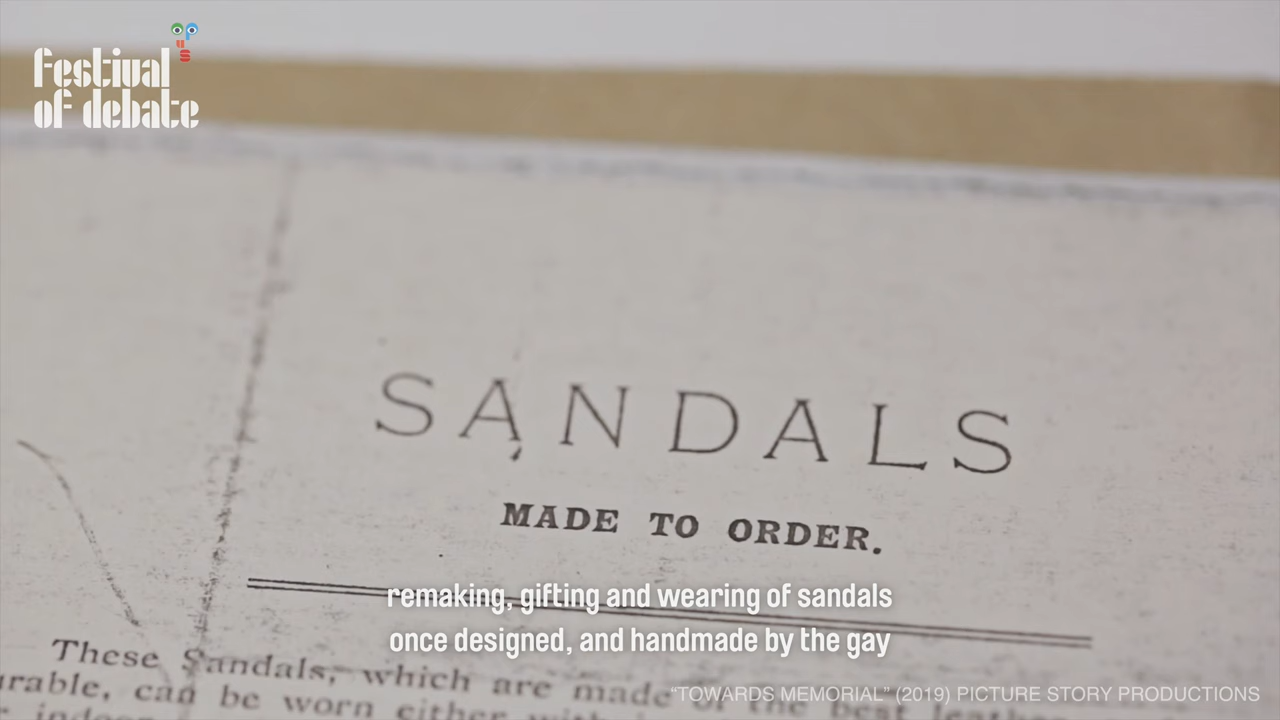 festival
of debate
SANDALS
MADE TO ORDER.
remaking, gifting and wearing of sandals
once designed, and handmade by the gay
These Sandals, which are made of the best leather
can be worn either with
"TOWARDS MEMORIAL" (2019) PICTURE STORY PRODUCTIONS